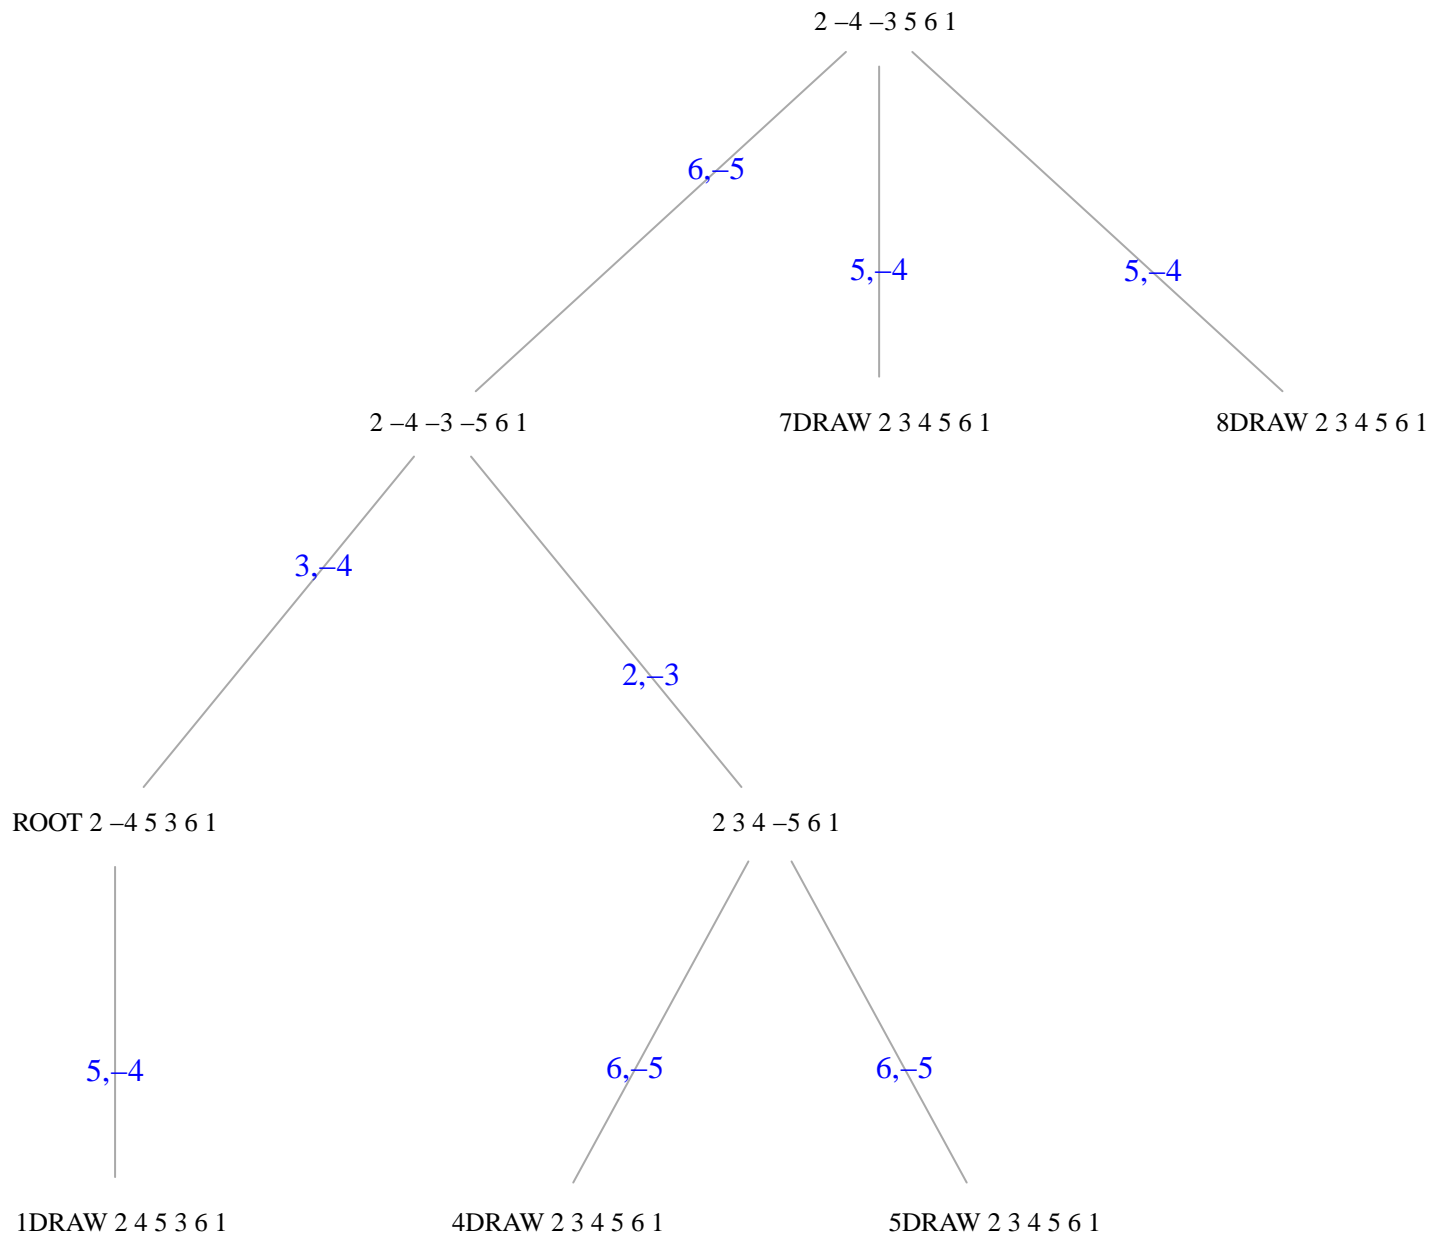 2 –4 –3 5 6 1
6,–5
5,–4
5,–4
2 –4 –3 –5 6 1
7DRAW 2 3 4 5 6 1
8DRAW 2 3 4 5 6 1
3,–4
2,–3
ROOT 2 –4 5 3 6 1
2 3 4 –5 6 1
5,–4
6,–5
6,–5
1DRAW 2 4 5 3 6 1
4DRAW 2 3 4 5 6 1
5DRAW 2 3 4 5 6 1